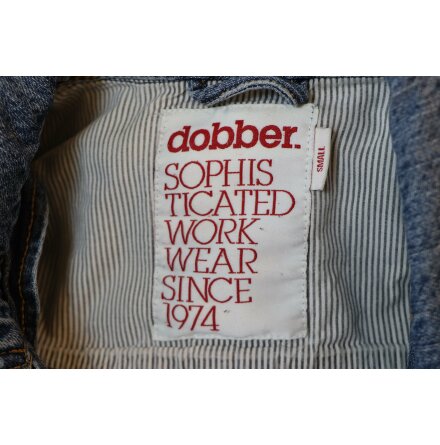 dobber.
SOPHIS
TICATED
WORK
WEAR
SINCE
1974
SMALL